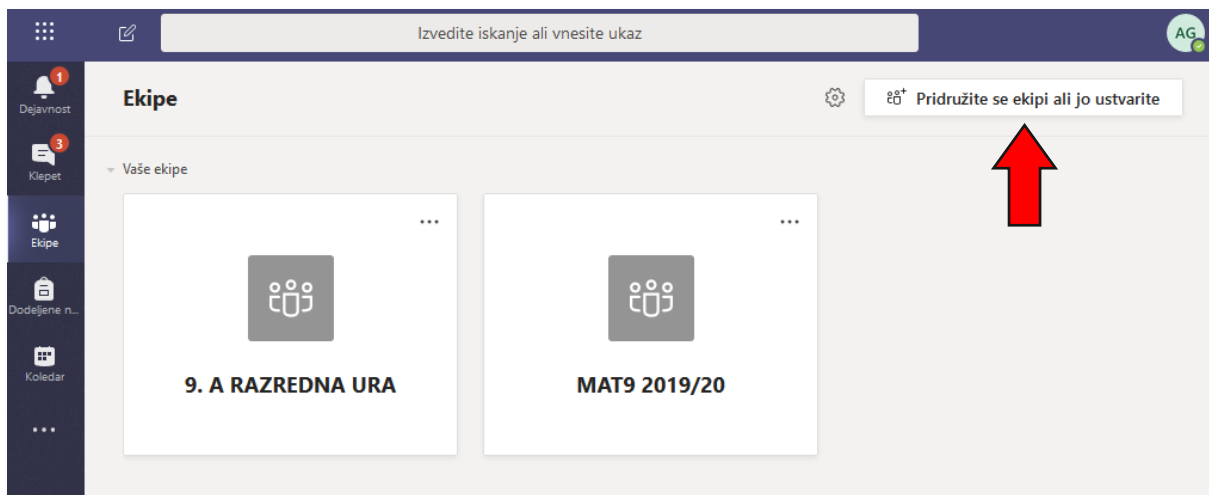 Izvedite iskanje ali vnesite ukaz
AG
1
Dejavnost
3
Klepet
Ekipe
Dodeljene n...
Koledar
Ekipe
Pridružite se ekipi ali jo ustvarite
Vaše ekipe
9. A RAZREDNA URA
MAT9 2019/20